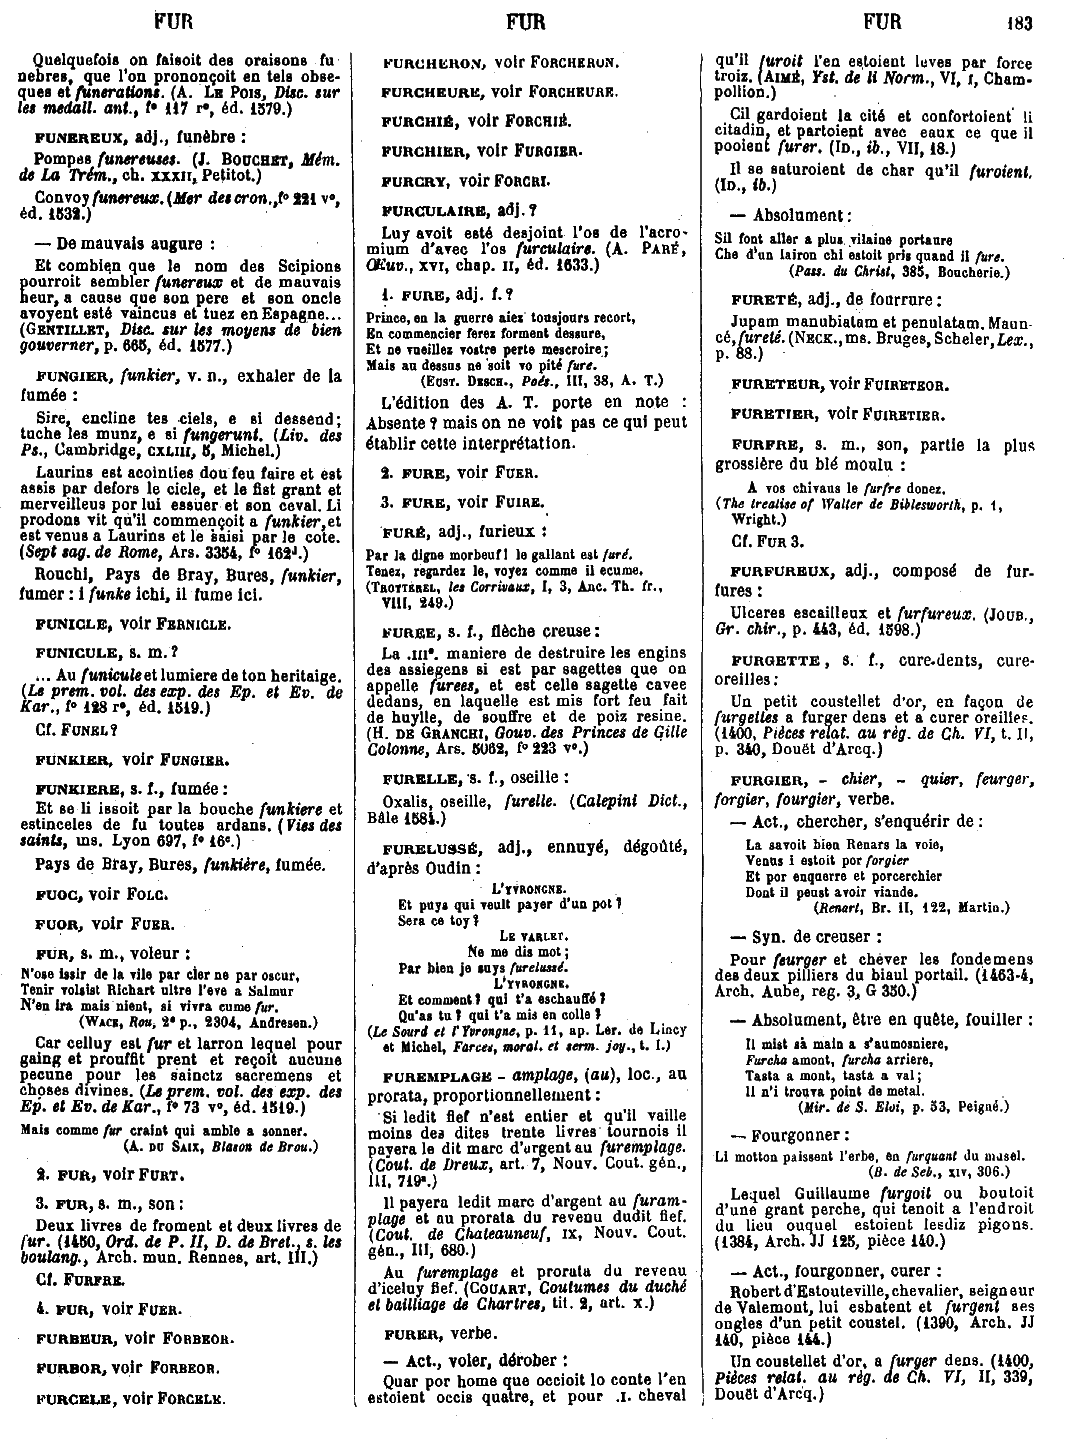 FUR
FUR
FUR
183
Quelquefois on faisoit des oraisons fu
nebres, que l'on prononçoit en tels obse-
ques et funerations. (A. LE POIS, Disc. sur
les medall. ant., f° 117 r°, éd. 1579.)
FUNEREUX, adj., funèbre :
Pompes funereuses. (J. BOUCHET, Mém.
de La Trém., ch. XXXII, Petitot.)
Convoy funereux. (Mer des cron., f° 221 v°,
éd. 1532.)
— De mauvais augure :
Et combien que le nom des Scipions
pourroit sembler funereux et de mauvais
heur, a cause que son pere et son oncle
avoyent esté vaincus et tuez en Espagne...
(GENTILLET, Disc. sur les moyens de bien
gouverner, p. 665, éd. 1577.)
FUNGIER, funkier, v. n., exhaler de la
fumée :
Sire, encline tes ciels, e si dessend;
tuche les munz, e si fungerunt. (Liv. des
Ps., Cambridge, CXLIII, 5, Michel.)
Laurins est acointies dou feu faire et est
assis par defors le cicle, et le fist grant et
merveilleus por lui essuer et son ceval. Li
prodons vit qu'il commençoit a funkier, et
est venus a Laurins et le saisi par le cote.
(Sept sag. de Rome, Ars. 3354, f° 162d.)
Rouchi, Pays de Bray, Bures, funkier,
fumer : i funke ichi, il fume ici.
FUNICLE, voir FERNICLE.
FUNICULE, s. m. ?
... Au funicule et lumiere de ton heritaige.
(Le prem. vol. des exp. des Ep. et Ev. de
Kar., f° 128 r°, éd. 1519.)
Cf. FUNEL?
FUNKIER, voir FUNGIER.
FUNKIERE, s. f., fumée :
Et se li issoit par la bouche funkiere et
estinceles de fu toutes ardans. (Vies des
saints, ms. Lyon 697, f° 16c.)
Pays de Bray, Bures, funkière, fumée.
FUOC, voir FOLC.
FUOR, voir FUER.
FUR, s. m., voleur :
N'ose issir de la vile par cler ne par oscur,
Tenir volsist Richart ultre l'eve a Salmur
N'en ira mais nient, si vivra cume fur.
(WACE, Rou, 2e p., 2304, Andresen.)
Car celluy est fur et larron lequel pour
gaing et prouffit prent et reçoit aucune
pecune pour les sainctz sacremens et
choses divines. (Le prem. vol. des exp. des
Ep. et Ev. de Kar., f° 73 v°, éd. 1519.)
Mais comme fur craint qui amble a sonner.
(A. DU SAIX, Blason de Brou.)
2. FUR, voir FURT.
3. FUR, s. m., son :
Deux livres de froment et deux livres de
fur. (1450, Ord. de P. II, D. de Bret., s. les
boulang., Arch. mun. Rennes, art. III.)
Cf. FURFRE.
4. FUR, voir FUER.
FURBEUR, voir FORBEOR.
FURBOR, voir FORBEOR.
FURCELE, voir FORCELE.
FURCHERON, voir FORCHERON.
FURCHEURE, voir FORCHEURE.
FURCHIÉ, voir FORCHIÉ.
FURCHIER, voir FURGIER.
FURCRY, voir FORCRI.
FURCULAIRE, adj. ?
Luy avoit esté desjoint l'os de l'acro-
mium d'avec l'os furculaire. (A. PARÉ,
Œuv., XVI, chap. II, éd. 1633.)
1. FURE, adj. f. ?
Prince, en la guerre aiez tousjours recort,
En commencier ferez forment dessure,
Et ne vueillez vostre perte mescroire;
Mais au dessus ne soit vo pité fure.
(EUST. DESCH., Poés., III, 38, A. T.)
L'édition des A. T. porte en note :
Absente ? mais on ne voit pas ce qui peut
établir cette interprétation.
2. FURE, voir FUER.
3. FURE, voir FUIRE.
FURÉ, adj., furieux :
Par la digne morbeuf! le gallant est furé.
Tenez, regardez le, voyez comme il ecume.
(TROTTEREL, les Corrivaux, I, 3, Anc. Th. fr.,
VIII, 249.)
FUREE, s. f., flèche creuse :
La .IIIe. maniere de destruire les engins
des assiegens si est par sagettes que on
appelle furees, et est celle sagette cavee
dedans, en laquelle est mis fort feu fait
de huylle, de souffre et de poiz resine.
(H. DE GRANCHI, Gouv. des Princes de Gille
Colonne, Ars. 5062, f° 223 v°.)
FURELLE, s. f., oseille :
Oxalis, oseille, furelle. (Calepini Dict.,
Bâle 1584.)
FURELUSSÉ, adj., ennuyé, dégoûté,
d'après Oudin :
L'YVRONGNE.
Et puys qui veult payer d'un pot ?
Sera ce toy ?
LE VARLET.
Ne me dis mot ;
Par bien je suys furelussé.
L'YVRONGNE.
Et comment ? qui t'a eschauffé ?
Qu'as tu ? qui t'a mis en colle ?
(Le Sourd et l'Yvrongne, p. 11, ap. Ler. de Lincy
et Michel, Farces, moral. et serm. joy., t. I.)
FUREMPLAGE - amplage, (au), loc., au
prorata, proportionnellement :
Si ledit fief n'est entier et qu'il vaille
moins des dites trente livres tournois il
payera le dit marc d'argent au furemplage.
(Cout. de Dreux, art. 7, Nouv. Cout. gén.,
III, 719a.)
Il payera ledit marc d'argent au furam-
plage et au prorata du revenu dudit fief.
(Cout. de Chateauneuf, IX, Nouv. Cout.
gén., III, 680.)
Au furemplage et prorata du revenu
d'iceluy fief. (COUART, Coutumes du duché
et bailliage de Chartres, tit. 2, art. X.)
FURER, verbe.
— Act., voler, dérober :
Quar por home que occioit lo conte l'en
estoient occis quatre, et pour .I. cheval
qu'il furoit l'en estoient levés par force
troiz. (AIMÉ, Yst. de li Norm., VI, 1, Cham-
pollion.)
Cil gardoient la cité et confortoient li
citadin, et partoient avec eaux ce que il
pooient furer. (ID., ib., VII, 18.)
Il se saturoient de char qu'il furoient.
(ID., ib.)
— Absolument :
Sil font aller a plus vilaine portaure
Che d'un lairon chi estoit pris quand il fure.
(Pass. du Christ, 385, Boucherie.)
FURETÉ, adj., de fourrure :
Jupam manubiatam et penulatam. Maun-
cé, fureté. (NECK., ms. Bruges, Scheler, Lex.,
p. 88.)
FURETEUR, voir FUIRETEOR.
FURETIER, voir FUIRETIER.
FURFRE, s. m., son, partie la plus
grossière du blé moulu :
A vos chivaus le furfre donez.
(The treatise of Walter de Biblesworth, p. 1,
Wright.)
Cf. FUR 3.
FURFUREUX, adj., composé de fur-
fures :
Ulceres escailleux et furfureux. (JOUB.,
Gr. chir., p. 443, éd. 1598.)
FURGETTE, s. f., cure-dents, cure-
oreilles :
Un petit coustellet d'or, en façon de
furgettes a furger dens et a curer oreilles.
(1400, Pièces relat. au règ. de Ch. VI, t. II,
p. 340, Douët d'Arcq.)
FURGIER, - chier, - quier, feurger,
forgier, fourgier, verbe.
— Act., chercher, s'enquérir de :
La savoit bien Renars la voie,
Venus i estoit por forgier
Et por enquerre et porcerchier
Dont il peust avoir viande.
(Renart, Br. II, 122, Martin.)
— Syn. de creuser :
Pour feurger et chever les fondemens
des deux pilliers du biaul portail. (1463-4,
Arch. Aube, reg. 3, G 350.)
— Absolument, être en quête, fouiller :
Il mist sa main a s'aumosniere,
Furcha amont, furcha arriere,
Tasta a mont, tasta a val ;
Il n'i trouva point de metal.
(Mir. de S. Eloi, p. 53, Peigné.)
— Fourgonner :
Li motton paissent l'erbe, en furquant du musel.
(B. de Seb., XIV, 306.)
Lequel Guillaume furgoit ou boutoit
d'une grant perche, qui tenoit a l'endroit
du lieu ouquel estoient lesdiz pigons.
(1384, Arch. JJ 125, pièce 140.)
— Act., fourgonner, curer :
Robert d'Estouteville, chevalier, seigneur
de Valemont, lui esbatent et furgent ses
ongles d'un petit coustel. (1390, Arch. JJ
140, pièce 144.)
Un coustellet d'or, a furger dens. (1400,
Pièces relat. au règ. de Ch. VI, II, 339,
Douët d'Arcq.)